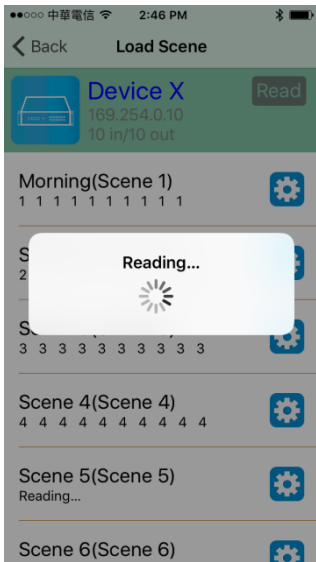 中華電信 2:46 PM
Back Load Scene
Device X
Read
169.254.0.10
10 in/10 out
Morning(Scene 1)
1 1 1 1 1 1 1 1 1 1
S
2
Reading...
S
3 3 3 3 3 3 3 3 3 3
Scene 4(Scene 4)
4 4 4 4 4 4 4 4 4 4
Scene 5(Scene 5)
Reading...
Scene 6(Scene 6)